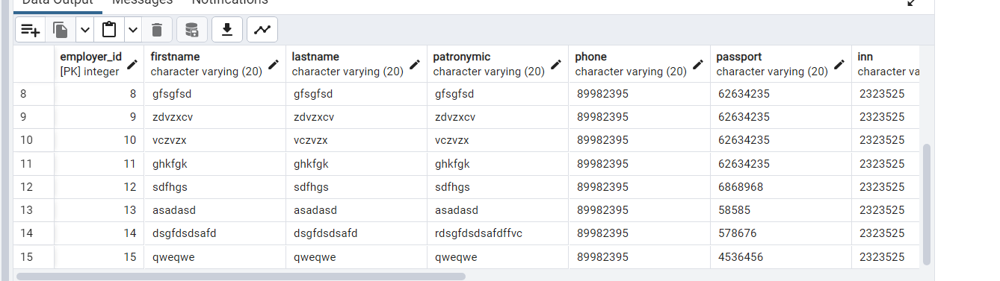 Data Output Messages Notifications
employer_id firstname lastname patronymic phone passport inn
[PK] integer character varying (20) character varying (20) character varying (20) character varying (20) character varying (20) character va
8 8 gfsgfsd gfsgfsd gfsgfsd 89982395 62634235 2323525
9 9 zdvzxcv zdvzxcv zdvzxcv 89982395 62634235 2323525
10 10 vczvzx vczvzx vczvzx 89982395 62634235 2323525
11 11 ghkfgk ghkfgk ghkfgk 89982395 62634235 2323525
12 12 sdfhgs sdfhgs sdfhgs 89982395 6868968 2323525
13 13 asadasd asadasd asadasd 89982395 58585 2323525
14 14 dsgfdsdsafd dsgfdsdsafd rdsgfdsdsafdffvc 89982395 578676 2323525
15 15 qweqwe qweqwe qweqwe 89982395 4536456 2323525